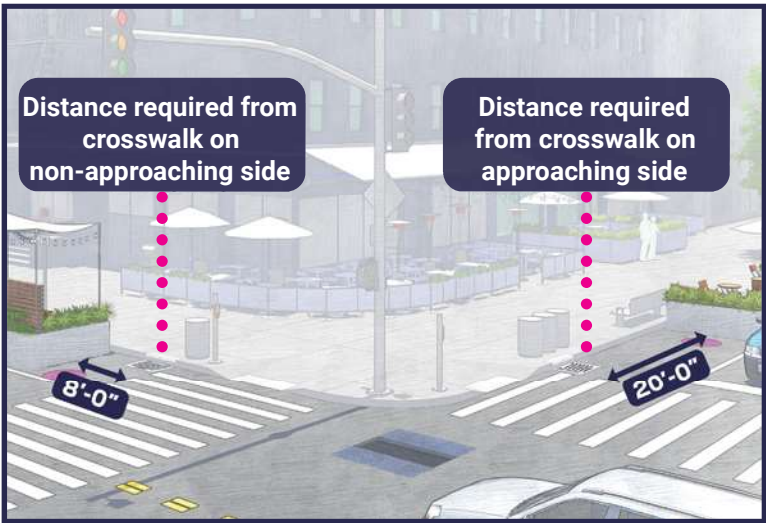 Distance required from
crosswalk on
non-approaching side
Distance required
from crosswalk on
approaching side
8'-0"
20'-0"